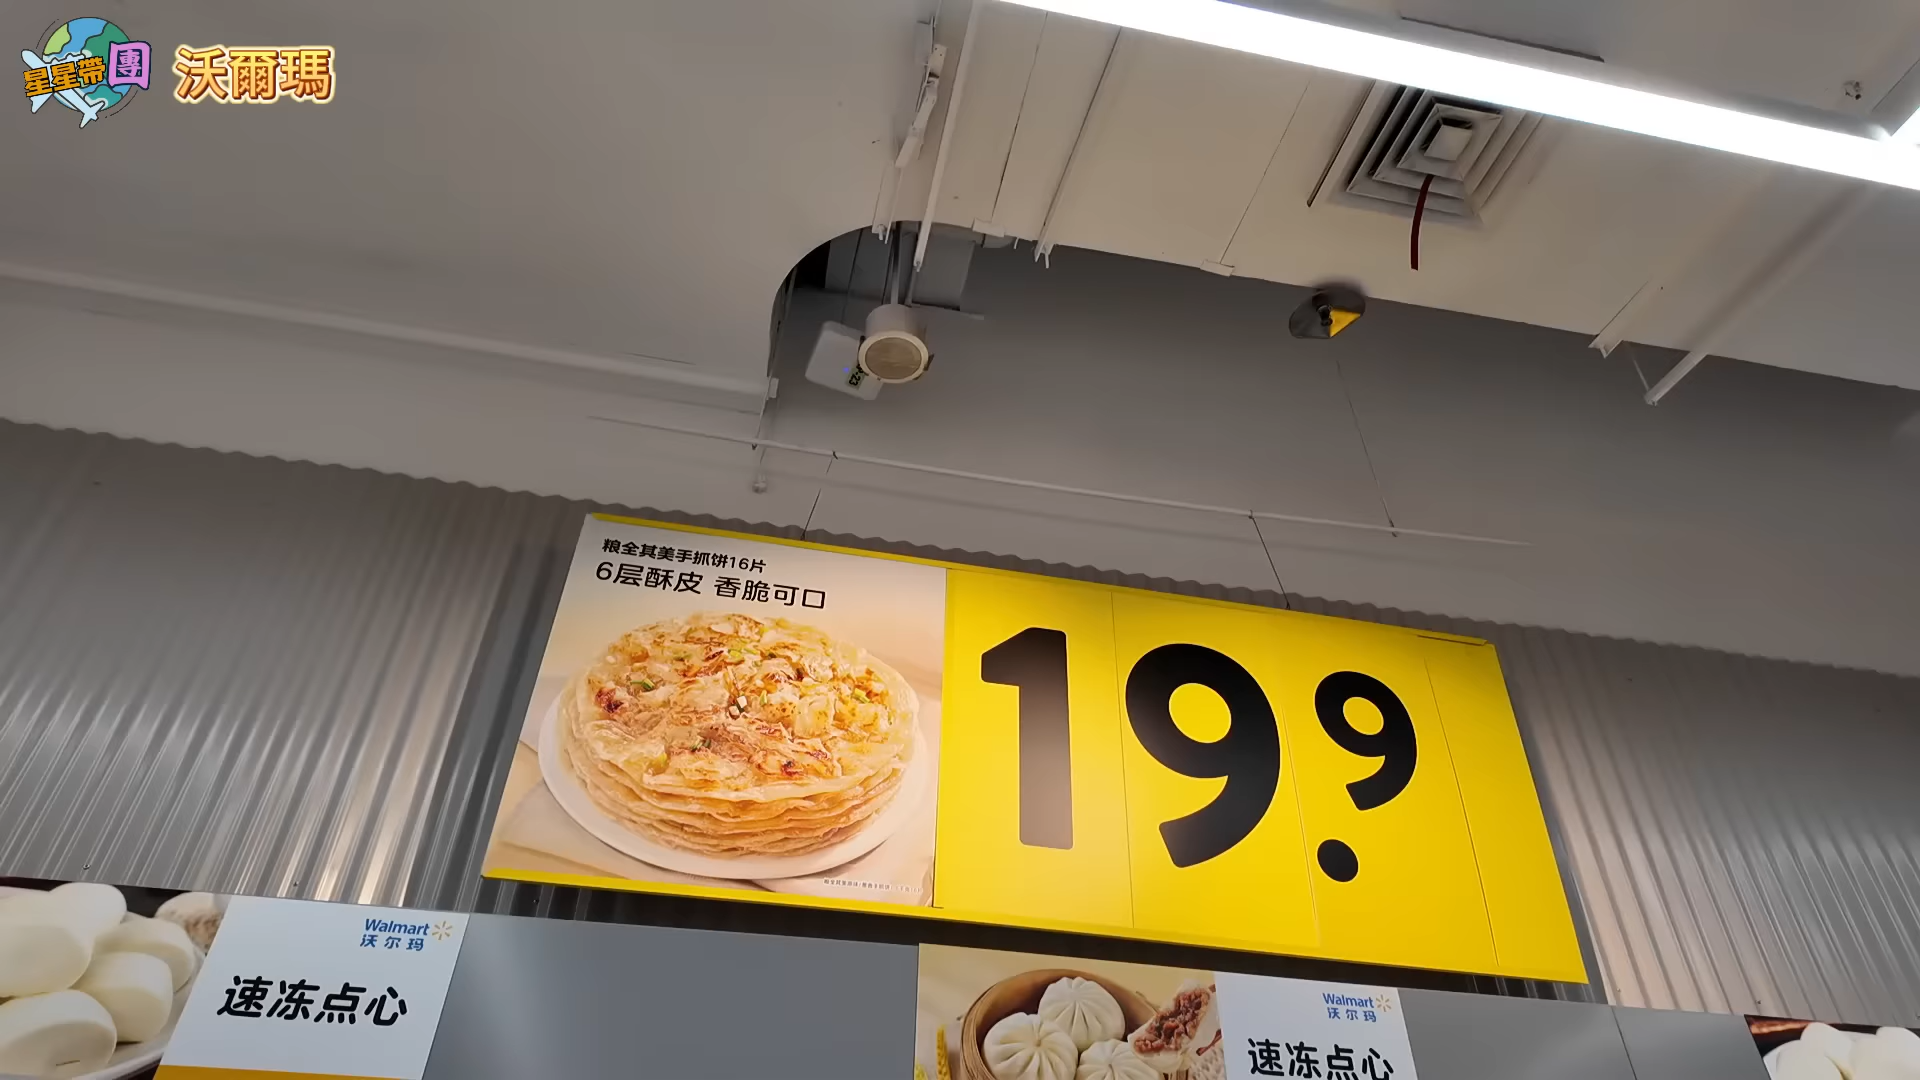 星星帶團
沃爾瑪
粮全其美手抓饼16片
6层酥皮 香脆可口
19.9
Walmart
沃尔玛
速冻点心
Walmart
沃尔玛
速冻点心